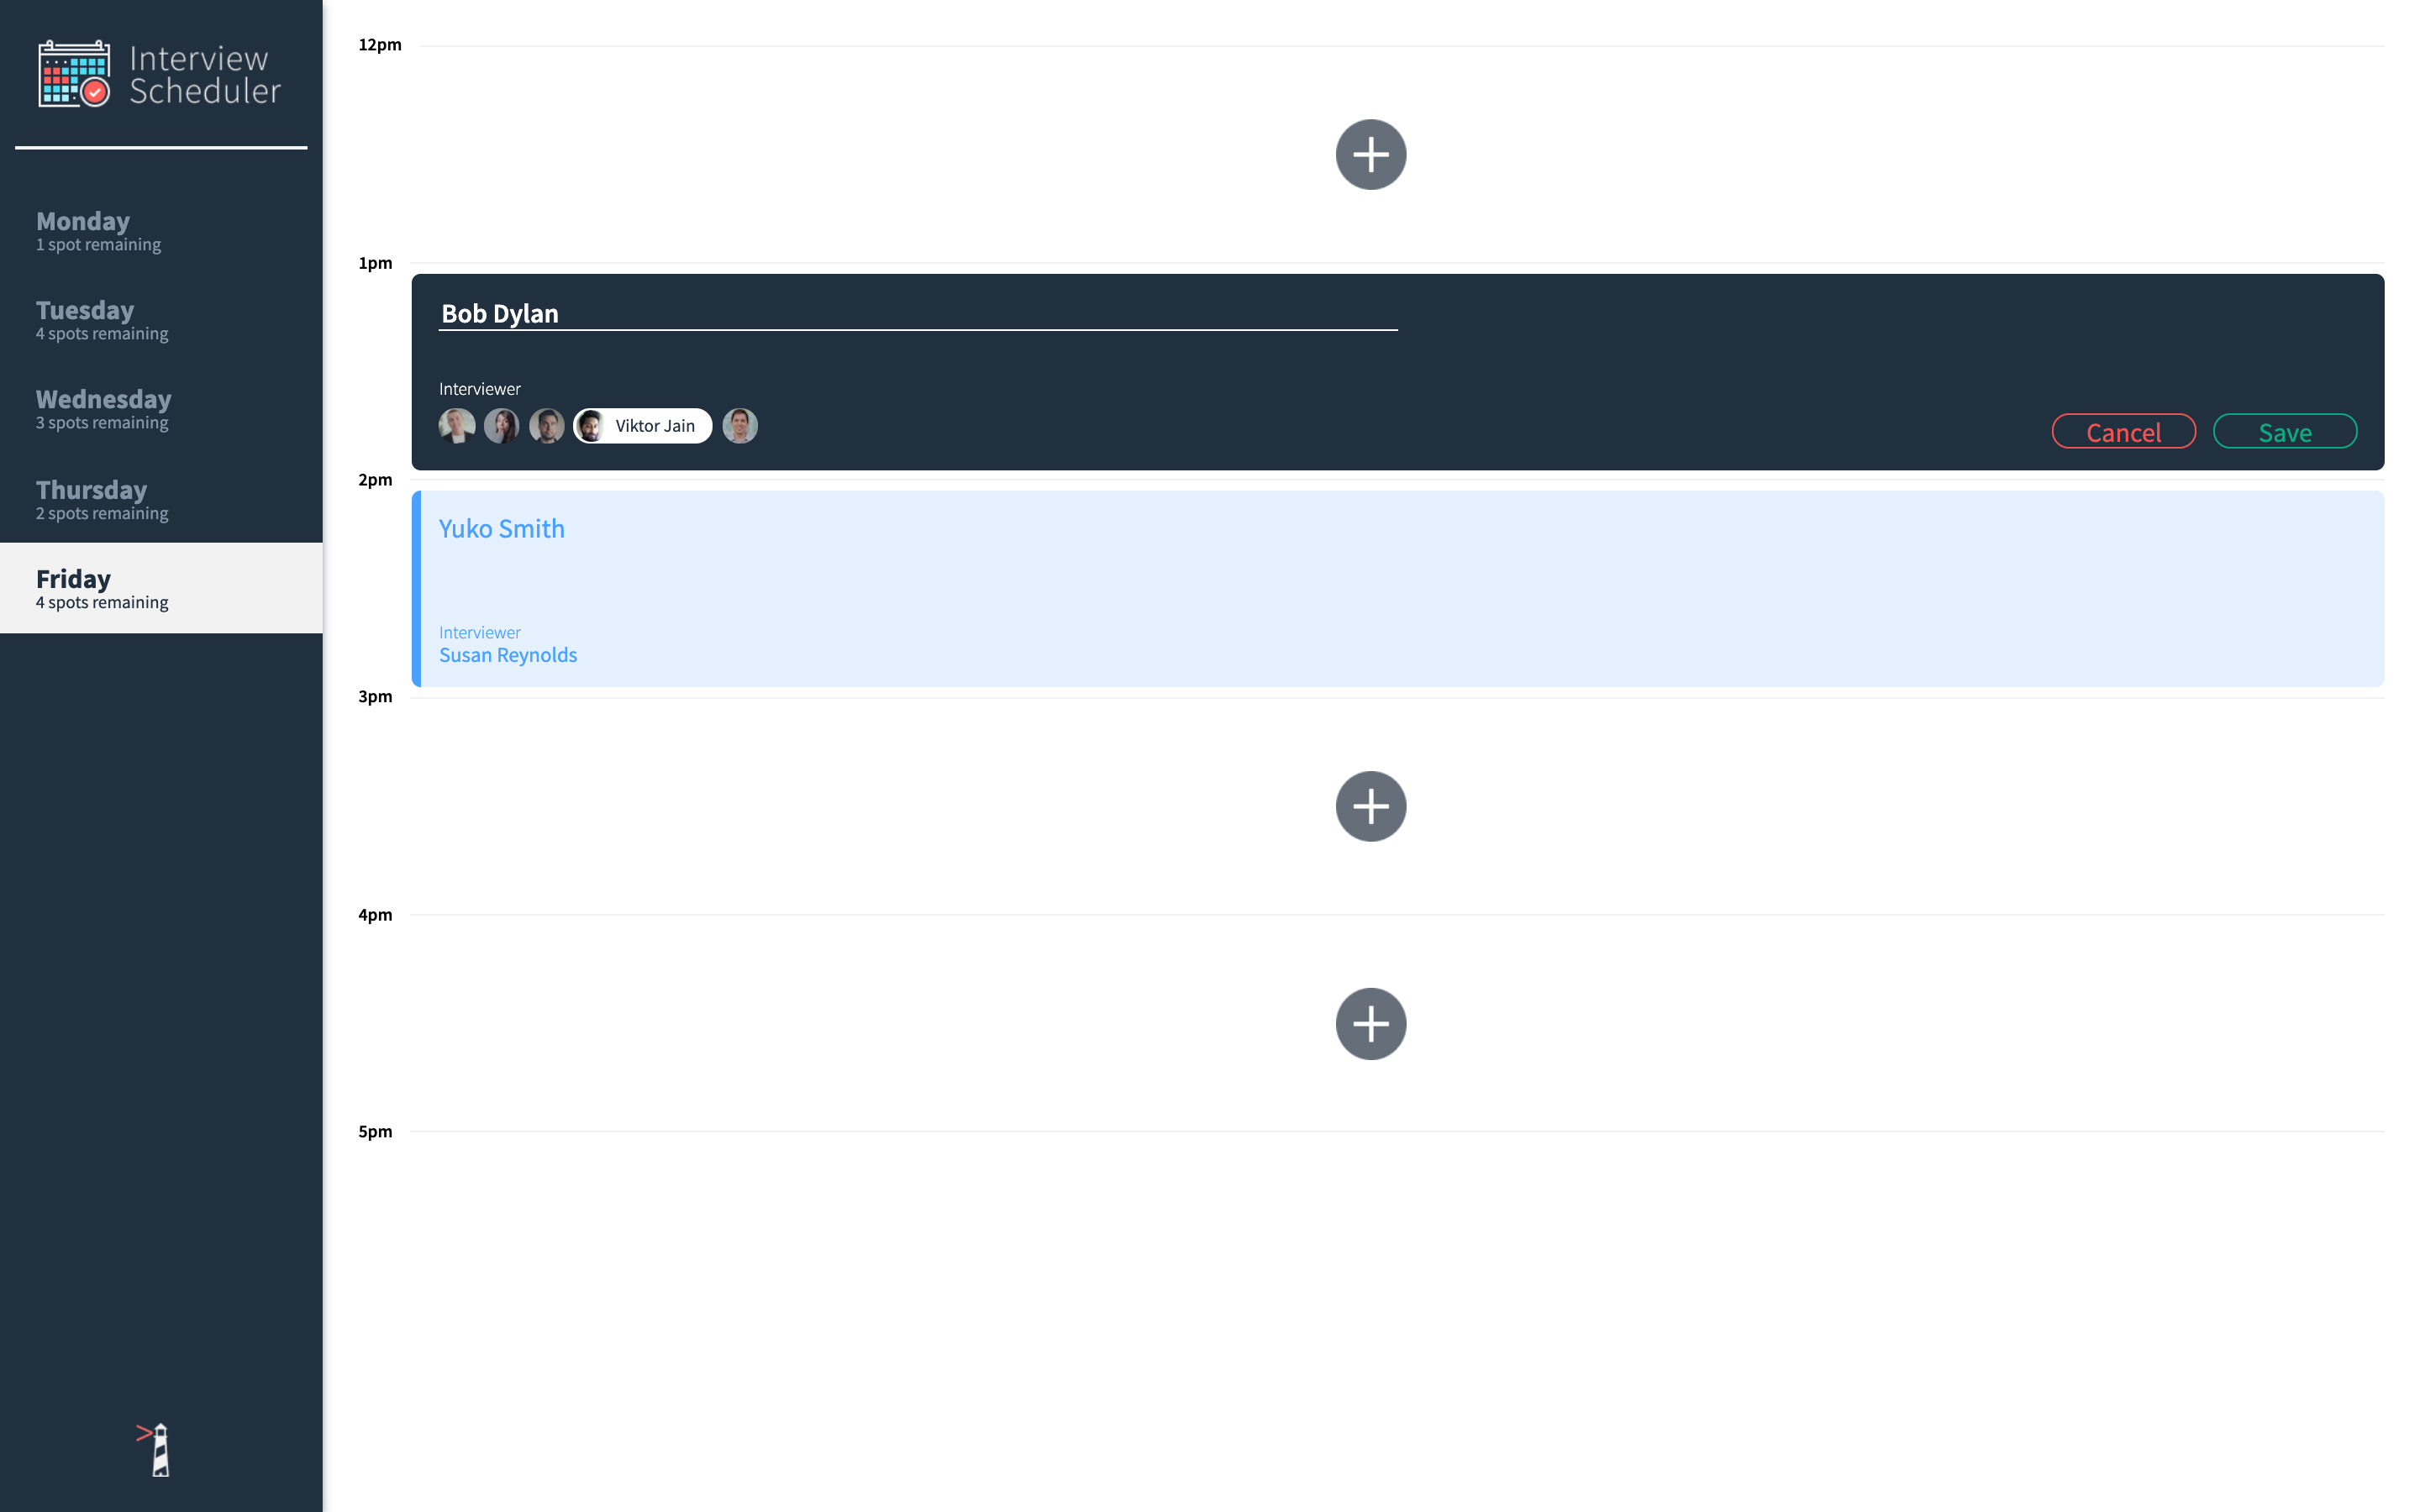 Interview
Scheduler
Monday
1 spot remaining
Tuesday
4 spots remaining
Wednesday
3 spots remaining
Thursday
2 spots remaining
Friday
4 spots remaining
12pm
1pm
Bob Dylan
Interviewer
Viktor Jain
Cancel
Save
2pm
Yuko Smith
Interviewer
Susan Reynolds
3pm
4pm
5pm